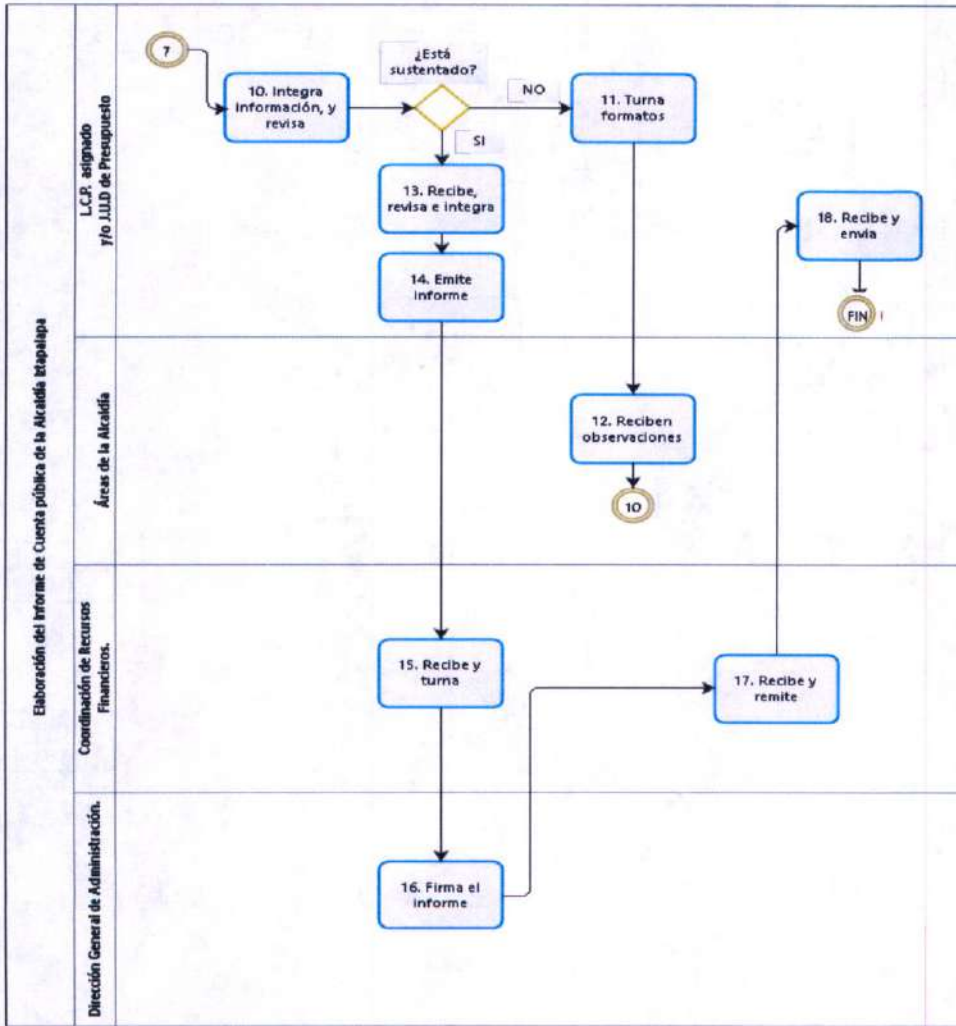 Elaboración del Informe de Cuenta pública de la Alcaldía Iztapalapa
L.C.P. asignado
y/o J.U.D de Presupuesto
7
10. Integra
información, y
revisa
¿Está
sustentado?
NO
11. Turna
formatos
SI
13. Recibe,
revisa e integra
14. Emite
informe
18. Recibe y
envia
FIN
Áreas de la Alcaldía
12. Reciben
observaciones
10
Coordinación de Recursos
Financieros.
15. Recibe y
turna
17. Recibe y
remite
Dirección General de Administración.
16. Firma el
informe